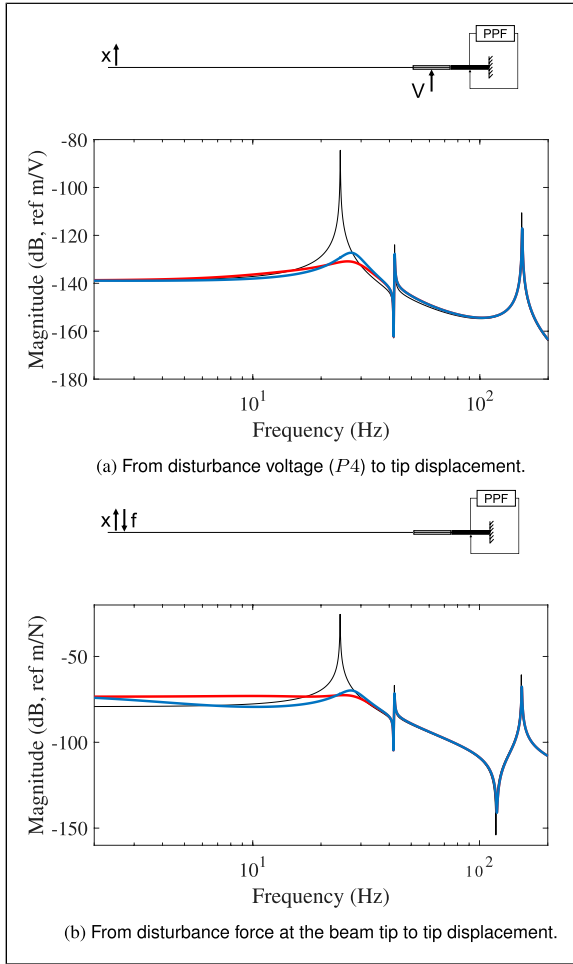 PPF
x
V
-80
-100
-120
-140
-160
-180
Magnitude (dB, ref m/V)
10¹
10²
Frequency (Hz)
(a) From disturbance voltage (P4) to tip displacement.
PPF
x f
-50
-100
-150
Magnitude (dB, ref m/N)
10¹
10²
Frequency (Hz)
(b) From disturbance force at the beam tip to tip displacement.